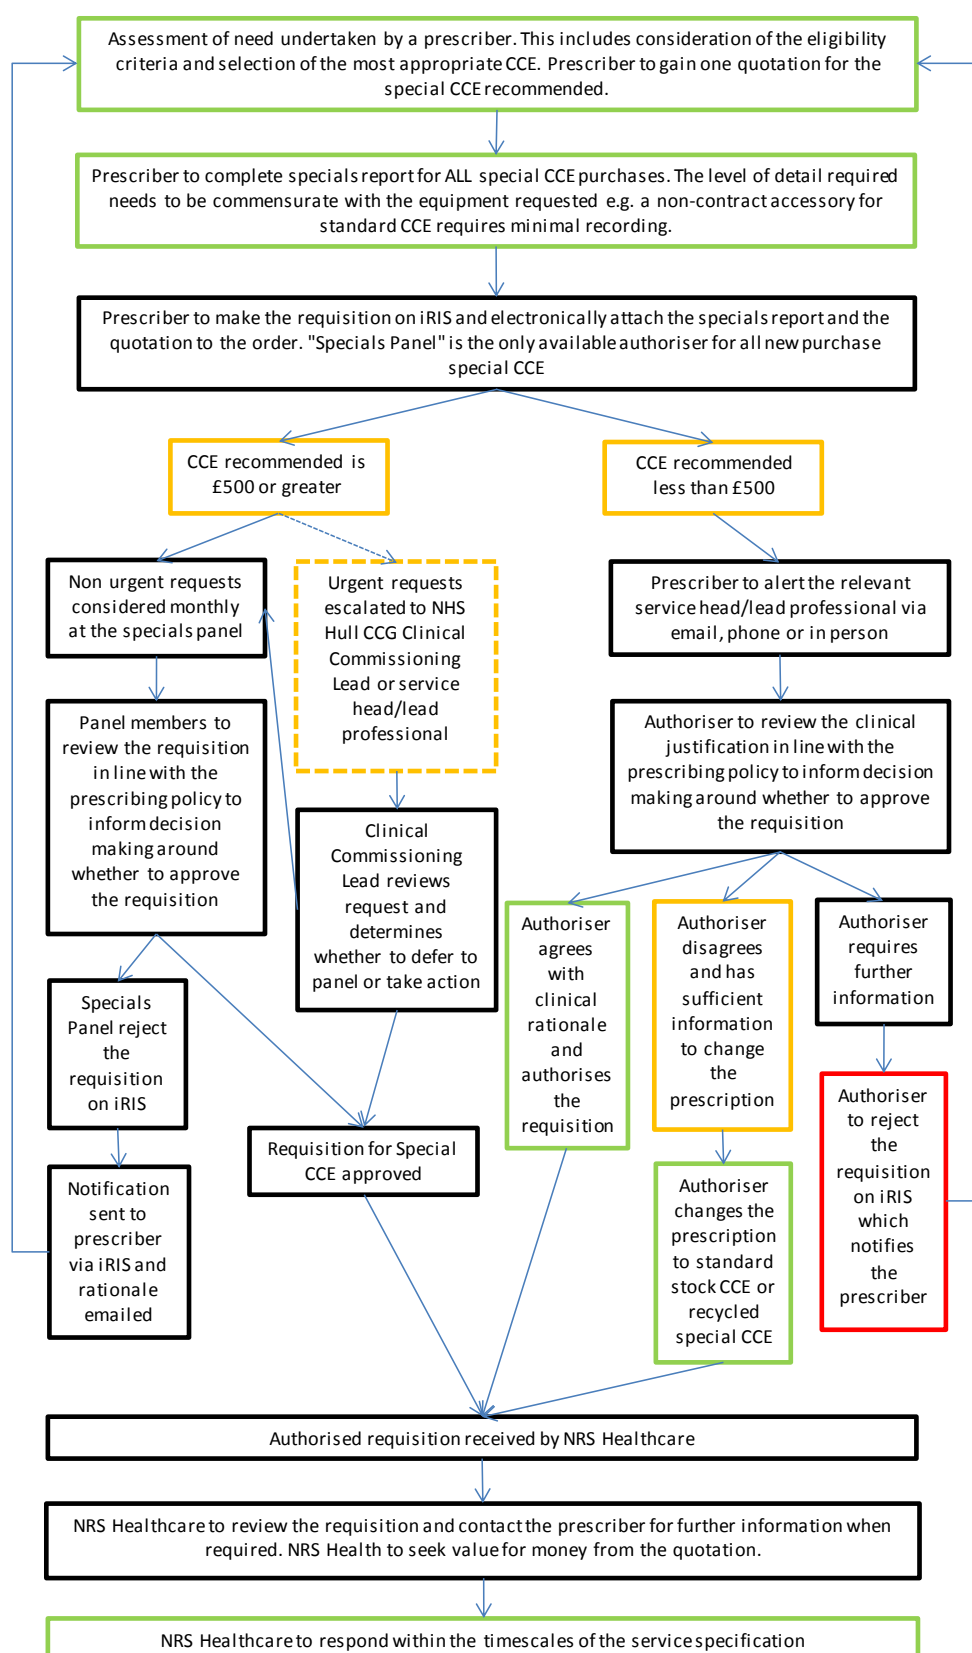 Assessment of need undertaken by a prescriber. This includes consideration of the eligibility
criteria and selection of the most appropriate CCE. Prescriber to gain one quotation for the
special CCE recommended.
Prescriber to complete specials report for ALL special CCE purchases. The level of detail required
needs to be commensurate with the equipment requested e.g. a non-contract accessory for
standard CCE requires minimal recording.
Prescriber to make the requisition on iRIS and electronically attach the specials report and the
quotation to the order. "Specials Panel" is the only available authoriser for all new purchase
special CCE
CCE recommended is
£500 or greater
CCE recommended
less than £500
Non urgent requests
considered monthly
at the specials panel
Urgent requests
escalated to NHS
Hull CCG Clinical
Commissioning
Lead or service
head/lead
professional
Prescriber to alert the relevant
service head/lead professional via
email, phone or in person
Panel members to
review the requisition
in line with the
prescribing policy to
inform decision
making around
whether to approve
the requisition
Clinical
Commissioning
Lead reviews
request and
determines
whether to defer to
panel or take action
Authoriser to review the clinical
justification in line with the
prescribing policy to inform decision
making around whether to approve
the requisition
Authoriser
agrees
with
clinical
rationale
and
authorises
the
requisition
Authoriser
disagrees
and has
sufficient
information
to change
the
prescription
Authoriser
requires
further
information
Specials
Panel reject
the
requisition
on iRIS
Authoriser
to reject
the
requisition
on iRIS
which
notifies
the
prescriber
Requisition for Special
CCE approved
Notification
sent to
prescriber
via iRIS and
rationale
emailed
Authoriser
changes the
prescription
to standard
stock CCE or
recycled
special CCE
Authorised requisition received by NRS Healthcare
NRS Healthcare to review the requisition and contact the prescriber for further information when
required. NRS Health to seek value for money from the quotation.
NRS Healthcare to respond within the timescales of the service specification